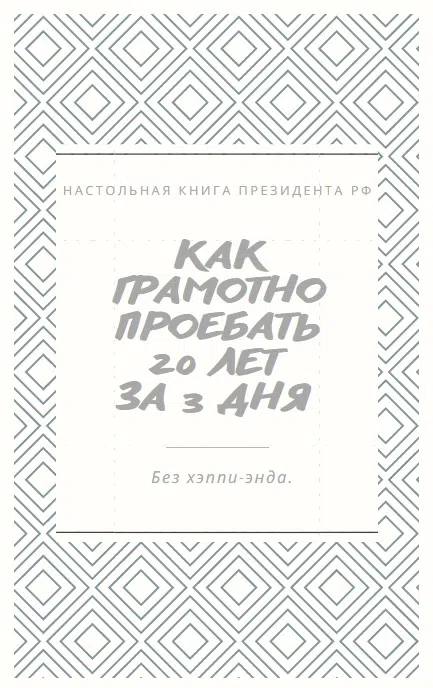 НАСТОЛЬНАЯ КНИГА ПРЕЗИДЕНТА РФ
КАК
ГРАМОТНО
ПРОЕБАТЬ
20 ЛЕТ
ЗА 3 ДНЯ
Без хэппи-энда.